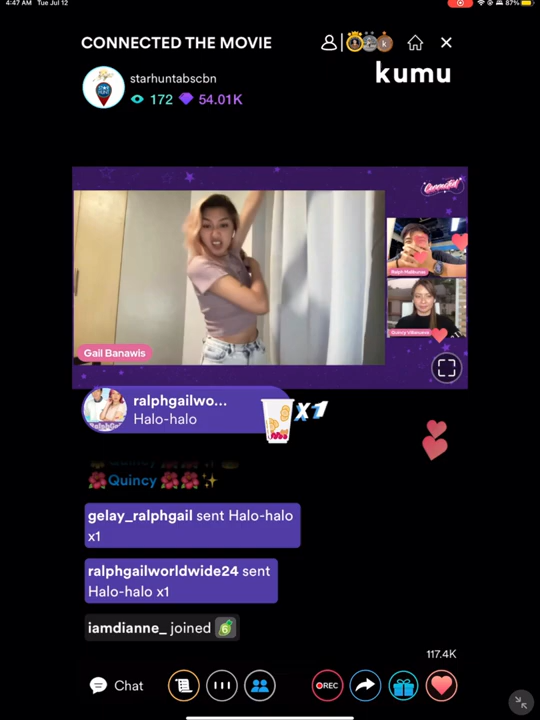 4:47 AM Tue Jul 12
87%
CONNECTED THE MOVIE
k
kumu
starhuntabscbn
172 54.01K
Connected
Ralph Malibunas
Quincy Villanueva
Gail Banawis
ralphgailwo...
Halo-halo
X1
Quincy
Quincy
gelay_ralphgail sent Halo-halo
x1
ralphgailworldwide24 sent
Halo-halo x1
iamdianne_ joined 6
117.4K
Chat
REC